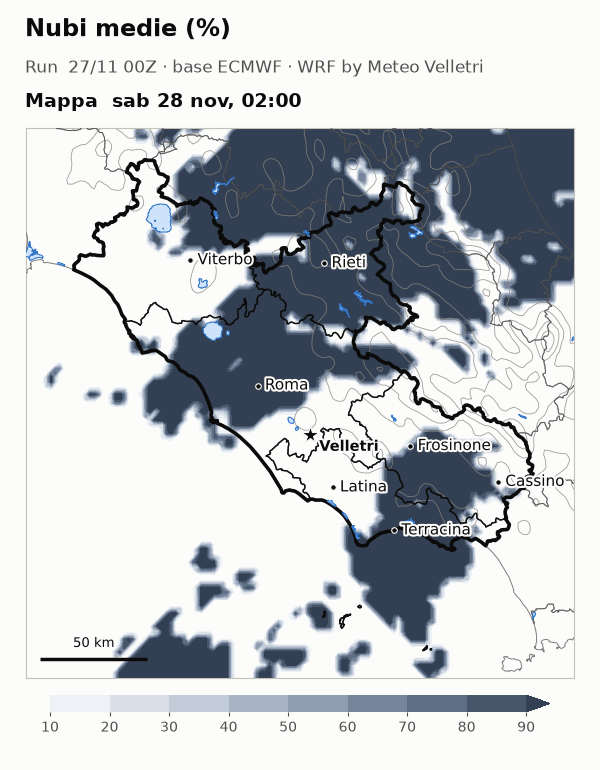 Nubi medie (%)
Run 27/11 00Z · base ECMWF · WRF by Meteo Velletri
Mappa sab 28 nov, 02:00
Viterbo
Rieti
Roma
Velletri
Frosinone
Latina
Cassino
Terracina
50 km
10 20 30 40 50 60 70 80 90